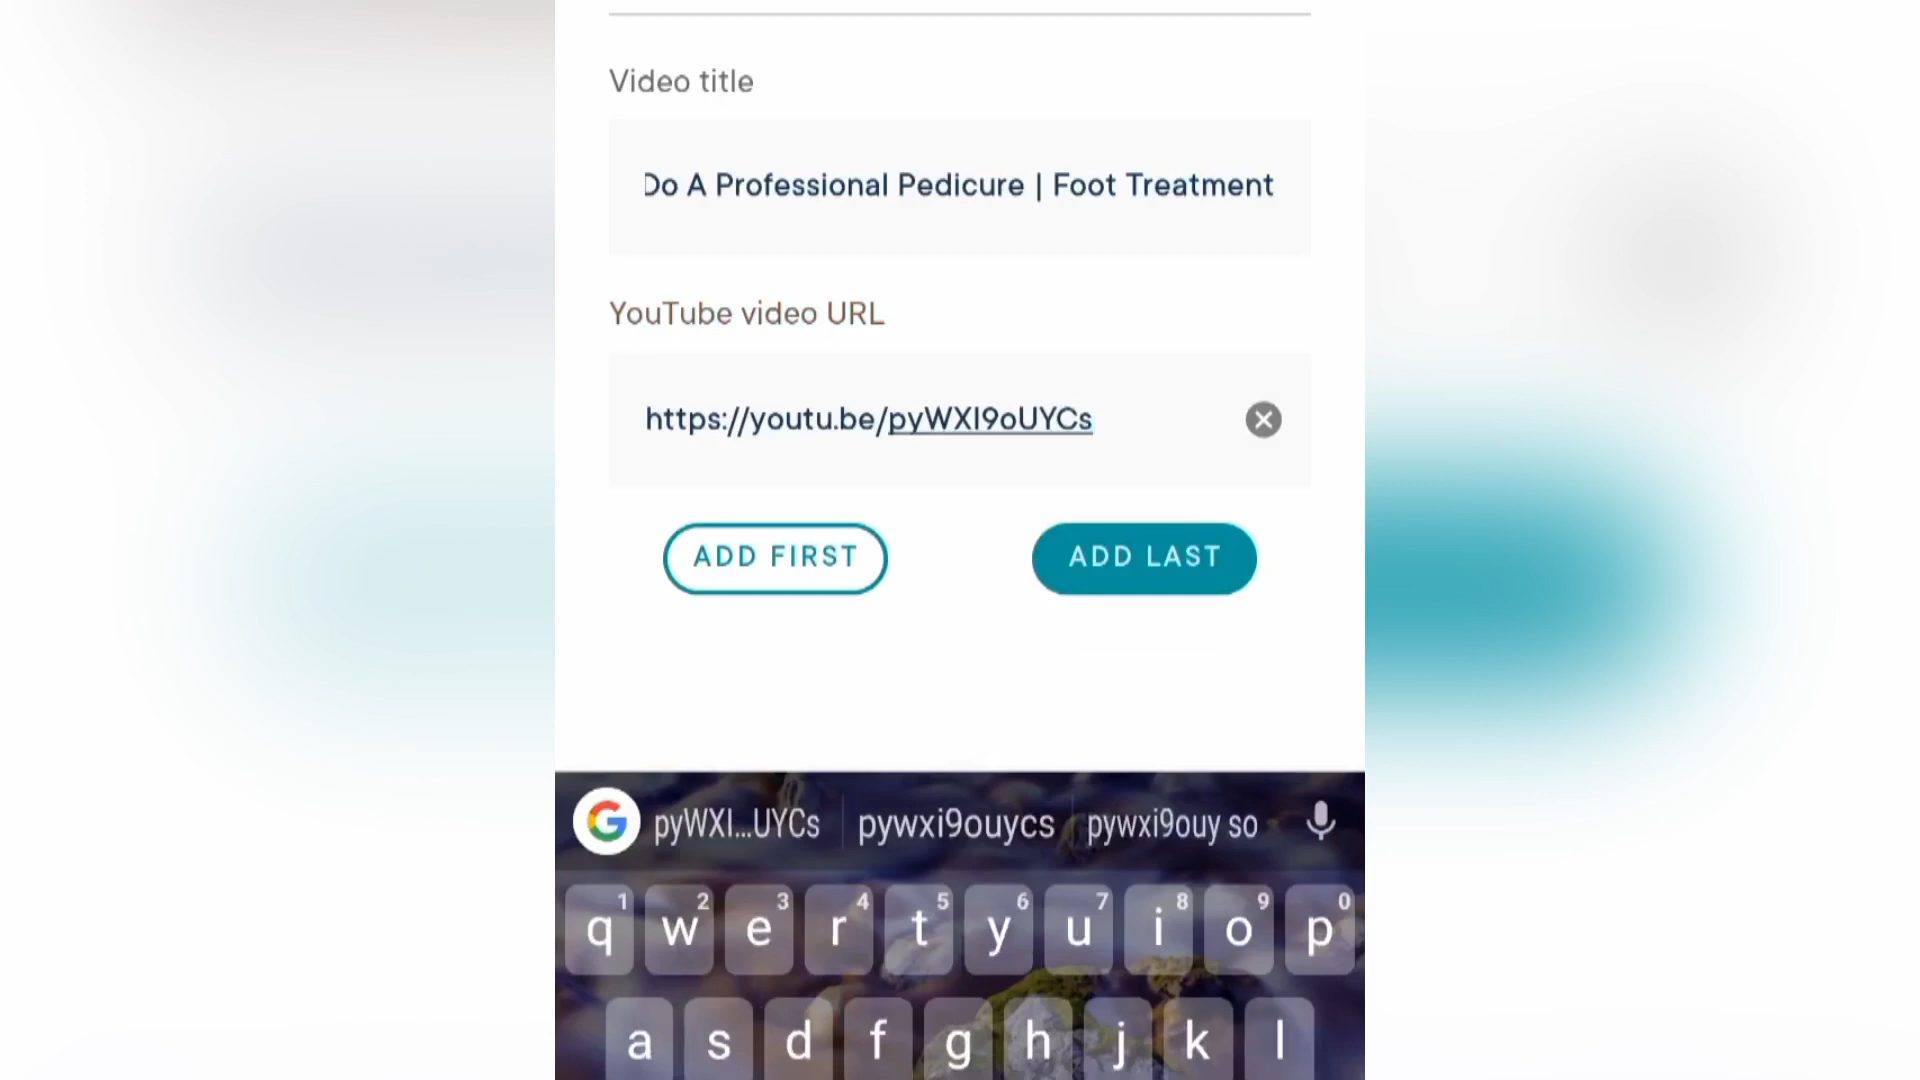 Video title
Do A Professional Pedicure | Foot Treatment
YouTube video URL
https://youtu.be/pyWXI9oUYCs
ADD FIRST
ADD LAST
pyWXI...UYCs pywxi9ouycs pywxi9ouy so
1 2 3 4 5 6 7 8 9 0
q w e r t y u i o p
a s d f g h j k l